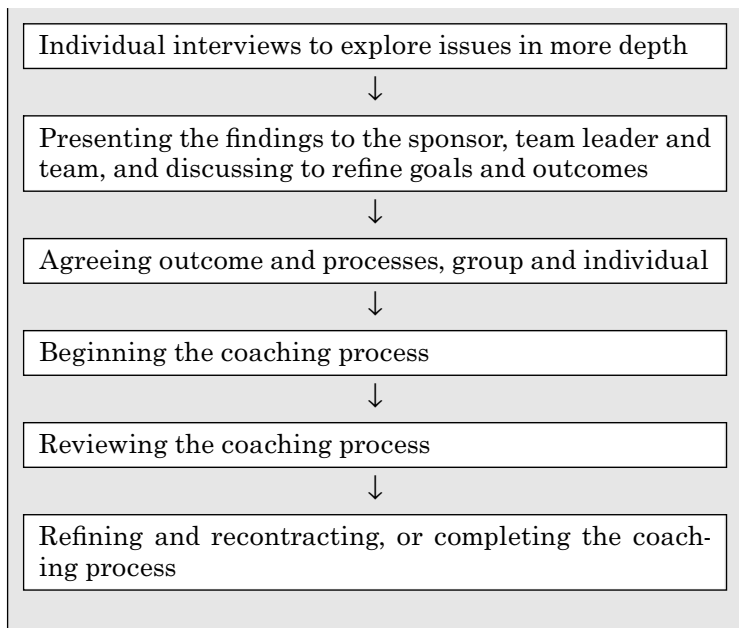 Individual interviews to explore issues in more depth
↓
Presenting the findings to the sponsor, team leader and
team, and discussing to refine goals and outcomes
↓
Agreeing outcome and processes, group and individual
↓
Beginning the coaching process
↓
Reviewing the coaching process
↓
Refining and recontracting, or completing the coach-
ing process